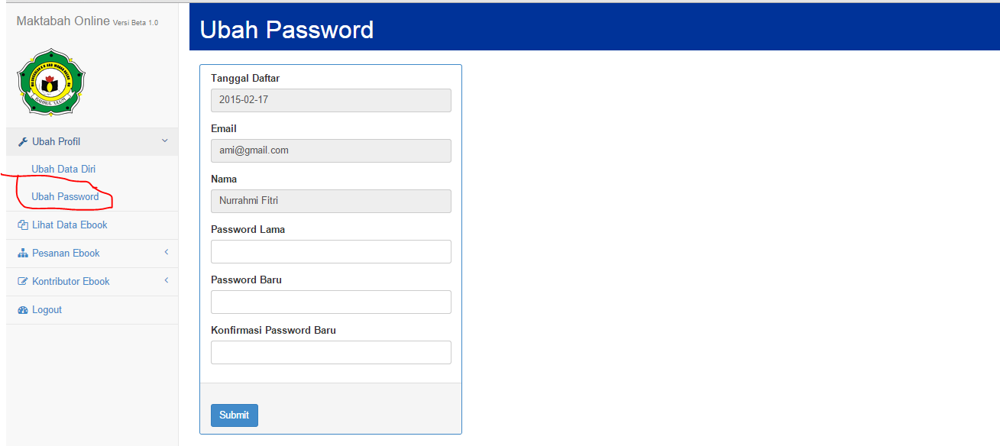 Maktabah Online Versi Beta 1.0
BAHRUL ULUM
Ubah Profil
Ubah Data Diri
Ubah Password
Lihat Data Ebook
Pesanan Ebook
Kontributor Ebook
Logout
Ubah Password
Tanggal Daftar
2015-02-17
Email
ami@gmail.com
Nama
Nurrahmi Fitri
Password Lama
Password Baru
Konfirmasi Password Baru
Submit